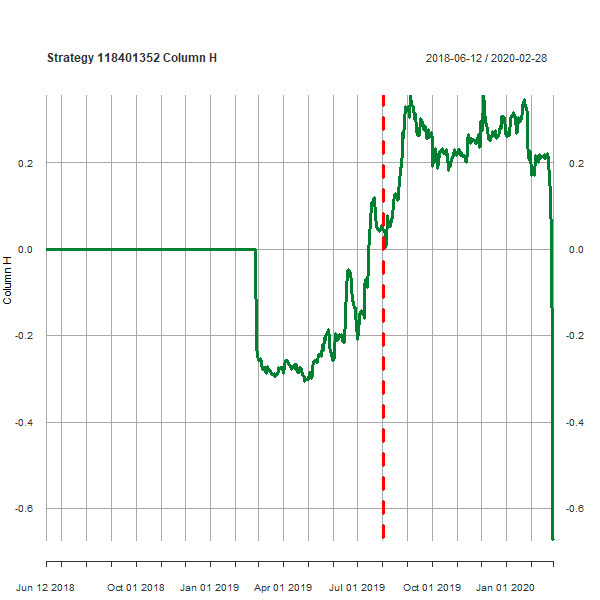 Strategy 118401352 Column H
2018-06-12 / 2020-02-28
Column H
0.2
0.2
0.0
0.0
-0.2
-0.2
-0.4
-0.4
-0.6
-0.6
Jun 12 2018
Oct 01 2018
Jan 01 2019
Apr 01 2019
Jul 01 2019
Oct 01 2019
Jan 01 2020